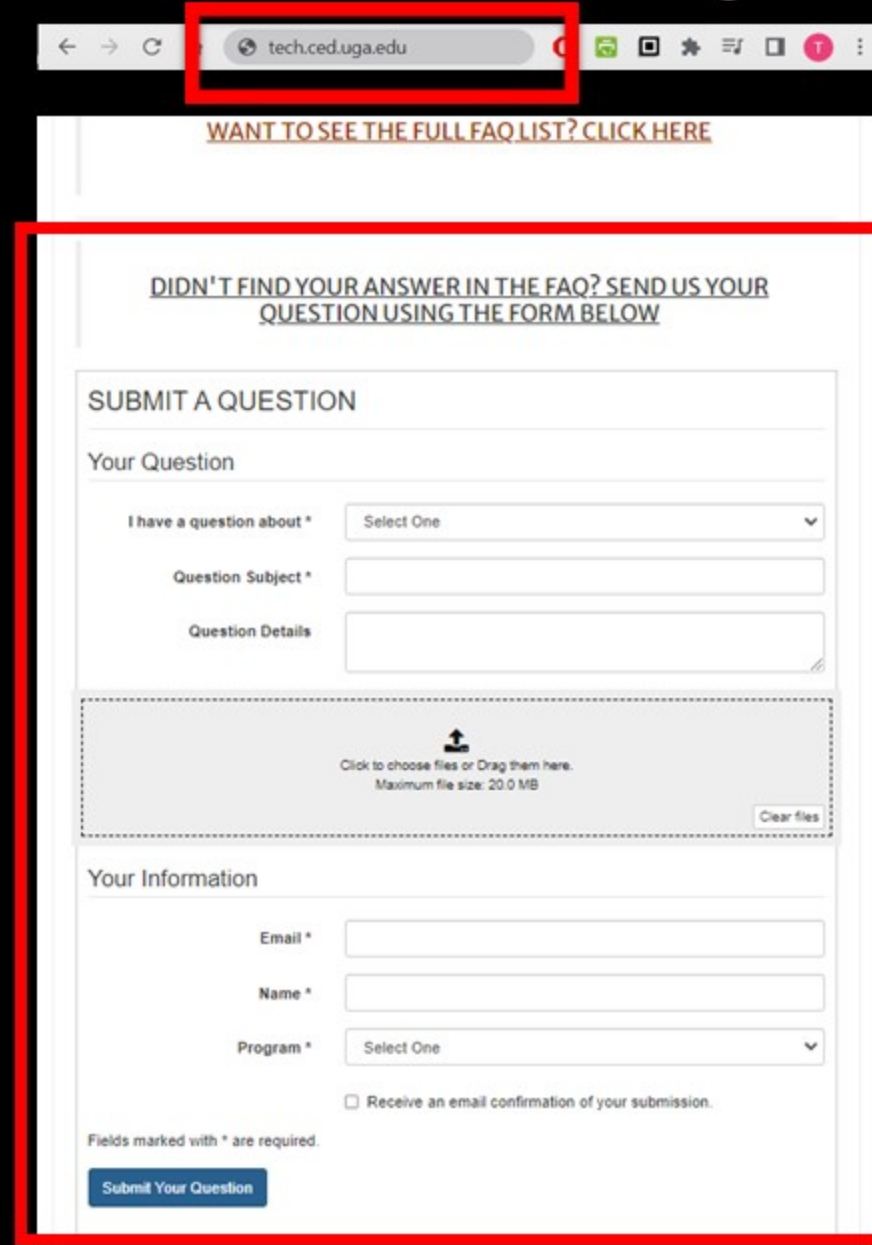 tech.ced.uga.edu
T
WANT TO SEE THE FULL FAQ LIST? CLICK HERE
DIDN'T FIND YOUR ANSWER IN THE FAQ? SEND US YOUR
QUESTION USING THE FORM BELOW
SUBMIT A QUESTION
Your Question
I have a question about * Select One
Question Subject *
Question Details
Click to choose files or Drag them here.
Maximum file size: 20.0 MB
Clear files
Your Information
Email *
Name *
Program * Select One
Receive an email confirmation of your submission.
Fields marked with * are required.
Submit Your Question